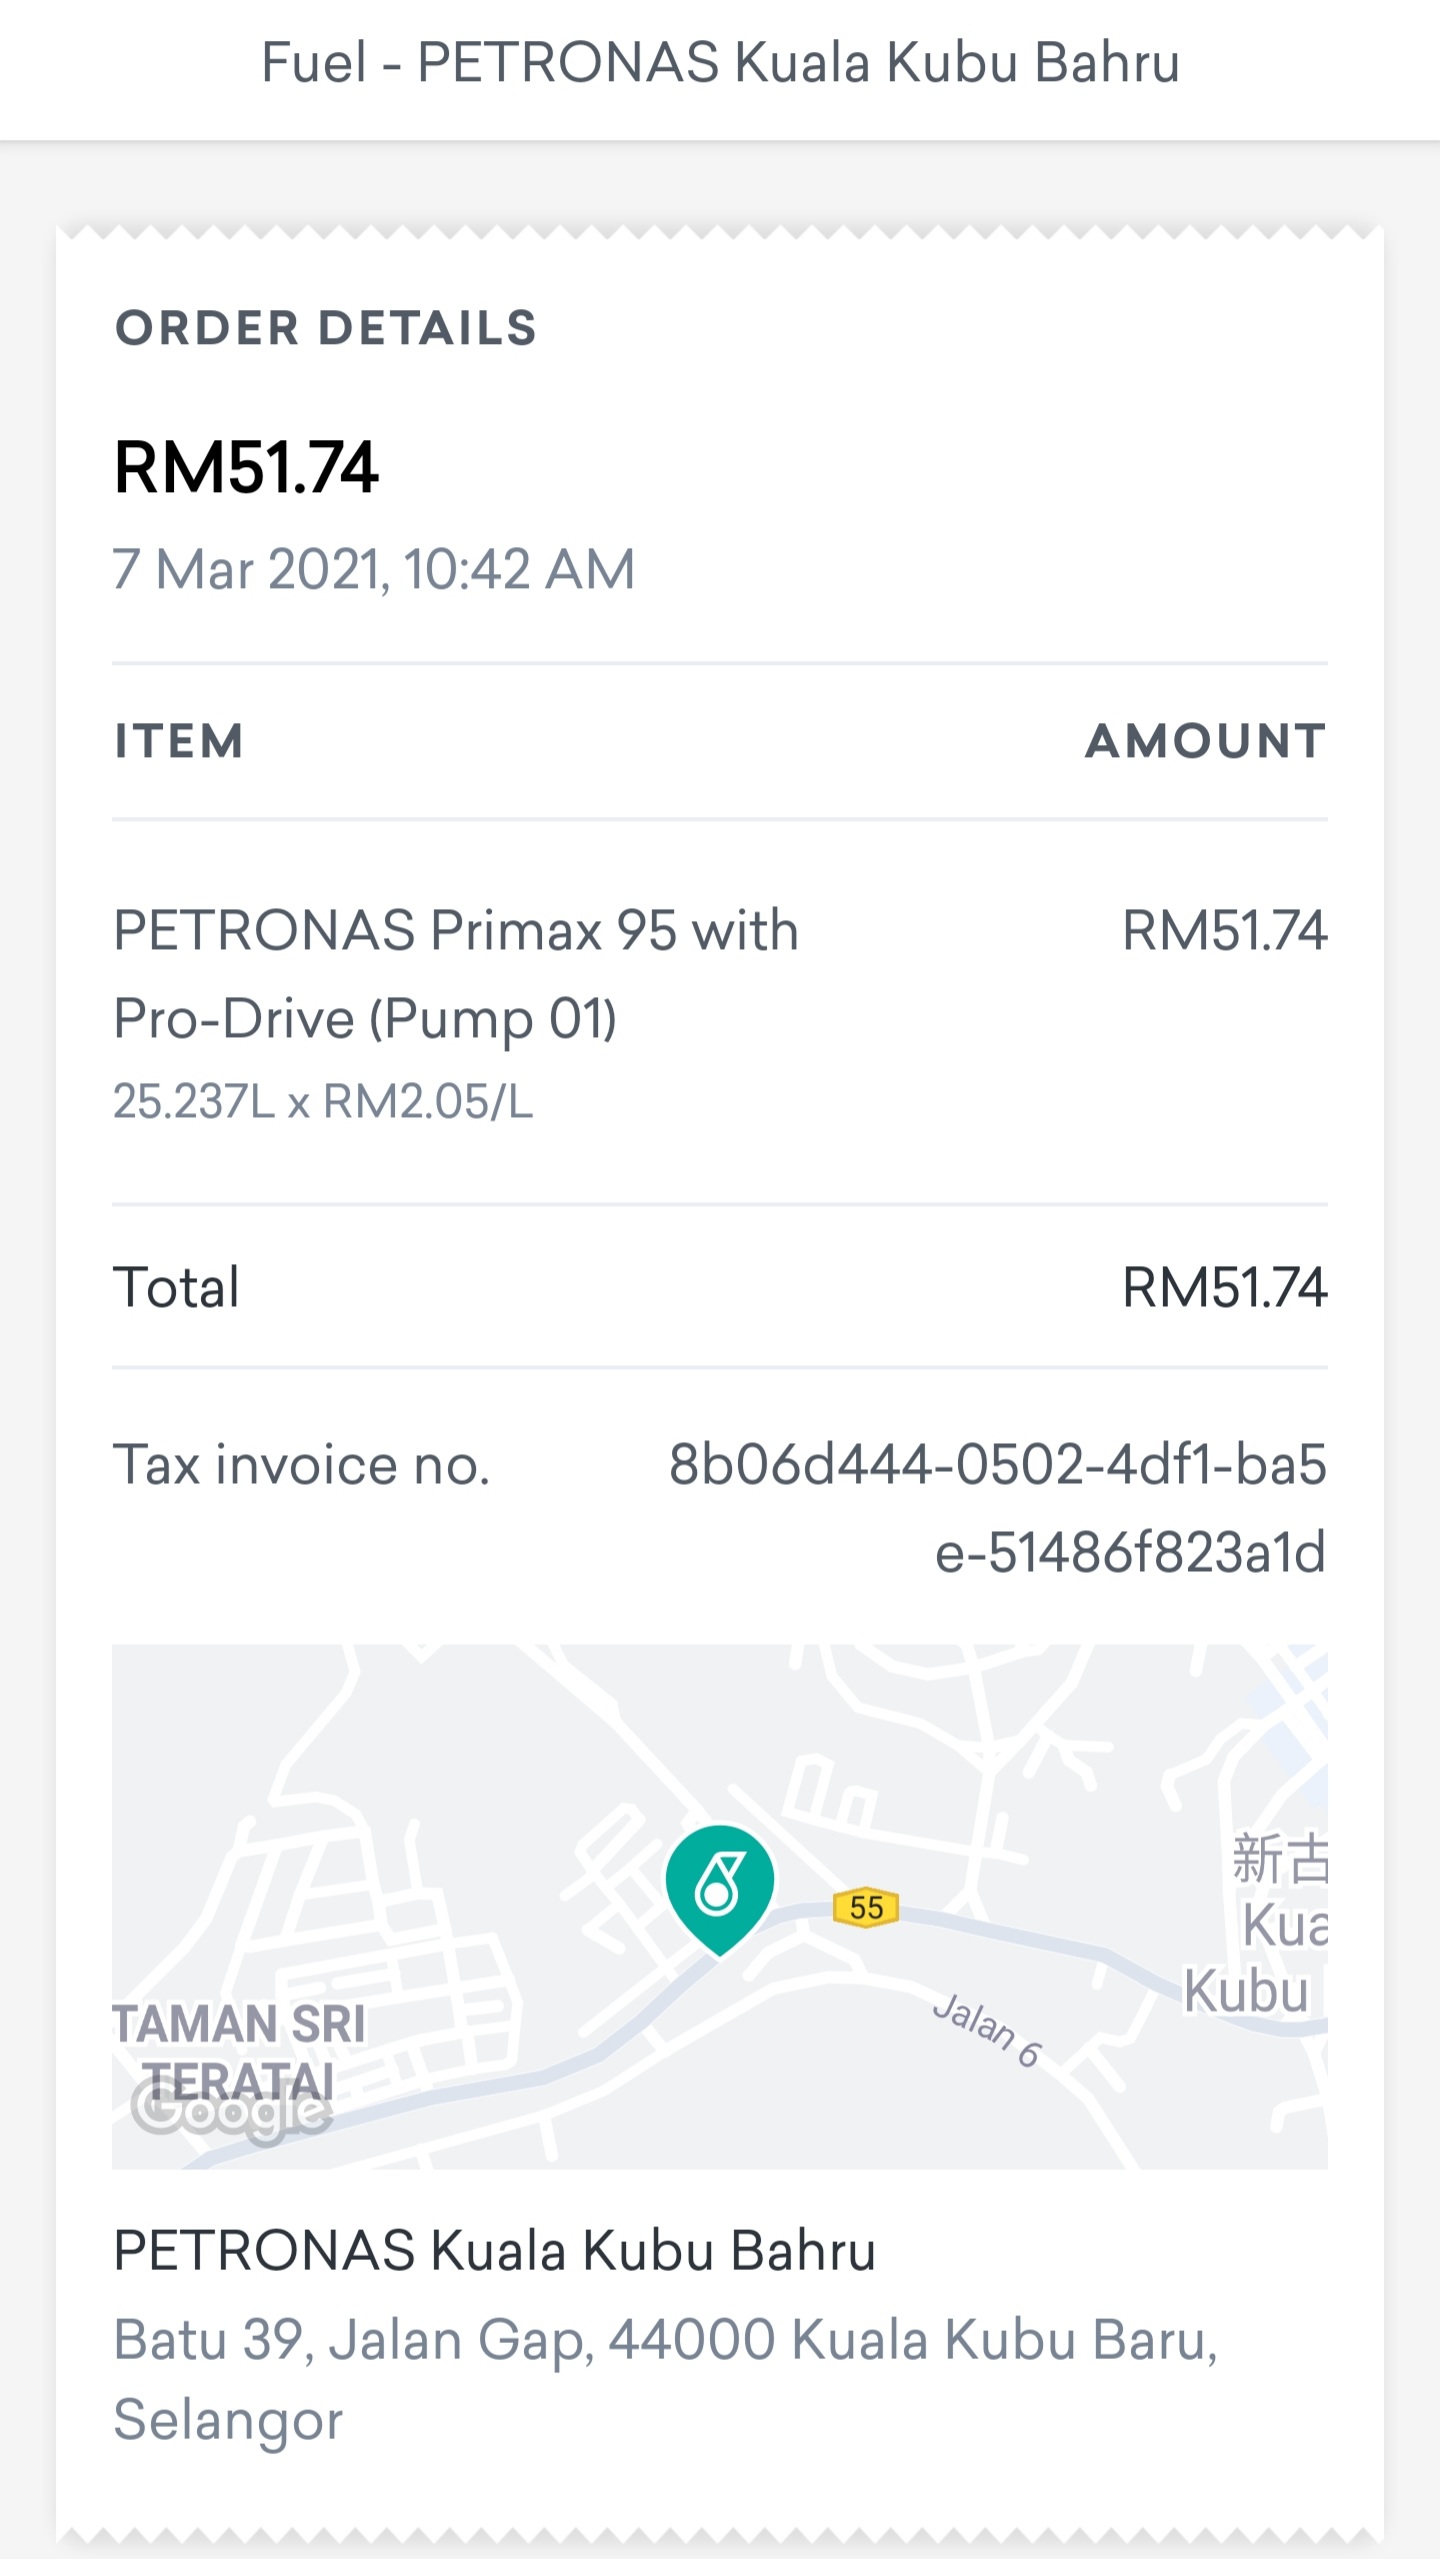 Fuel - PETRONAS Kuala Kubu Bahru
ORDER DETAILS
RM51.74
7 Mar 2021, 10:42 AM
ITEM AMOUNT
PETRONAS Primax 95 with RM51.74
Pro-Drive (Pump 01)
25.237L x RM2.05/L
Total RM51.74
Tax invoice no. 8b06d444-0502-4df1-ba5
e-51486f823a1d
新古
Kua
Kubu
55
Jalan 6
TAMAN SRI
TERATAI
Google
PETRONAS Kuala Kubu Bahru
Batu 39, Jalan Gap, 44000 Kuala Kubu Baru,
Selangor